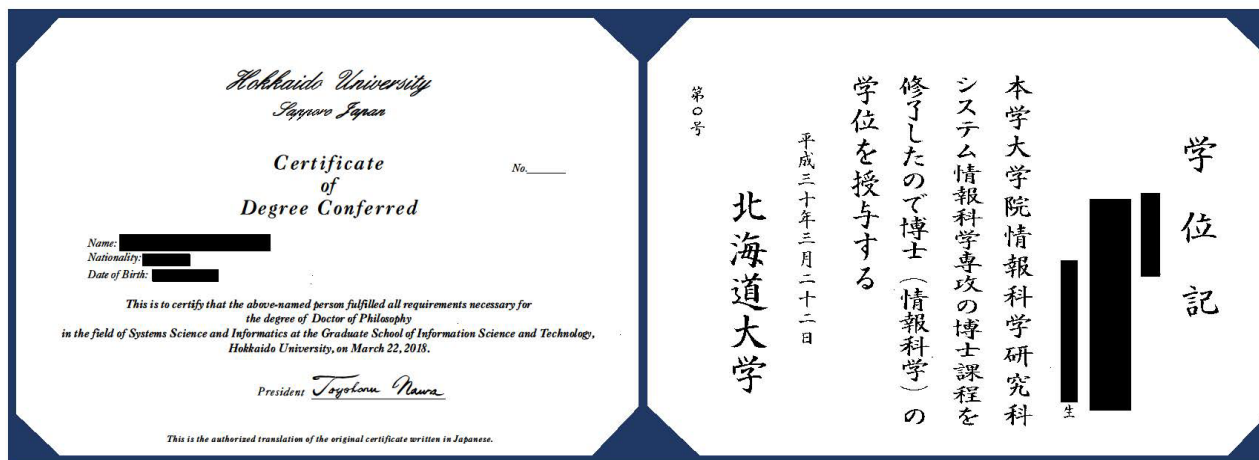 Hokkaido University
Sapporo Japan
Certificate
of
Degree Conferred
No.
Name:
Nationality:
Date of Birth:
This is to certify that the above-named person fulfilled all requirements necessary for
the degree of Doctor of Philosophy
in the field of Systems Science and Informatics at the Graduate School of Information Science and Technology,
Hokkaido University, on March 22, 2018.
President Toyoharu Nawa
This is the authorized translation of the original certificate written in Japanese.
学位記
生
本学大学院情報科学研究科
システム情報科学専攻の博士課程を
修了したので博士（情報科学）の
学位を授与する
平成三十年三月二十二日
北海道大学
第〇号